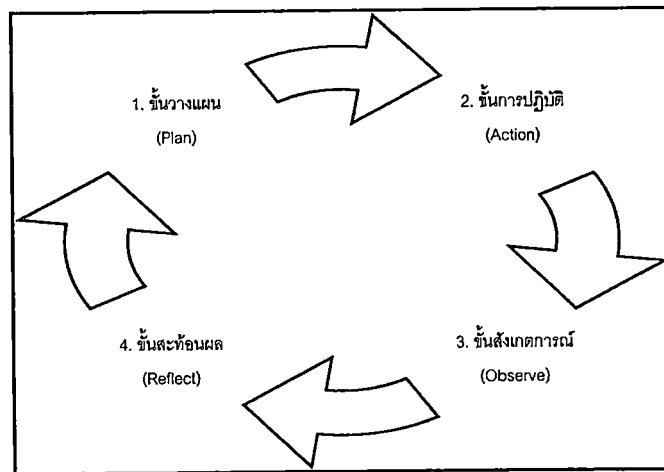 1. ขั้นวางแผน
(Plan)
2. ขั้นการปฏิบัติ
(Action)
3. ขั้นสังเกตการณ์
(Observe)
4. ขั้นสะท้อนผล
(Reflect)